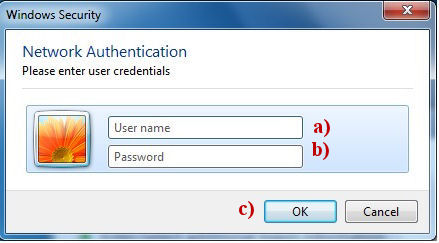 Windows Security
Network Authentication
Please enter user credentials
User name a)
Password b)
c) OK Cancel